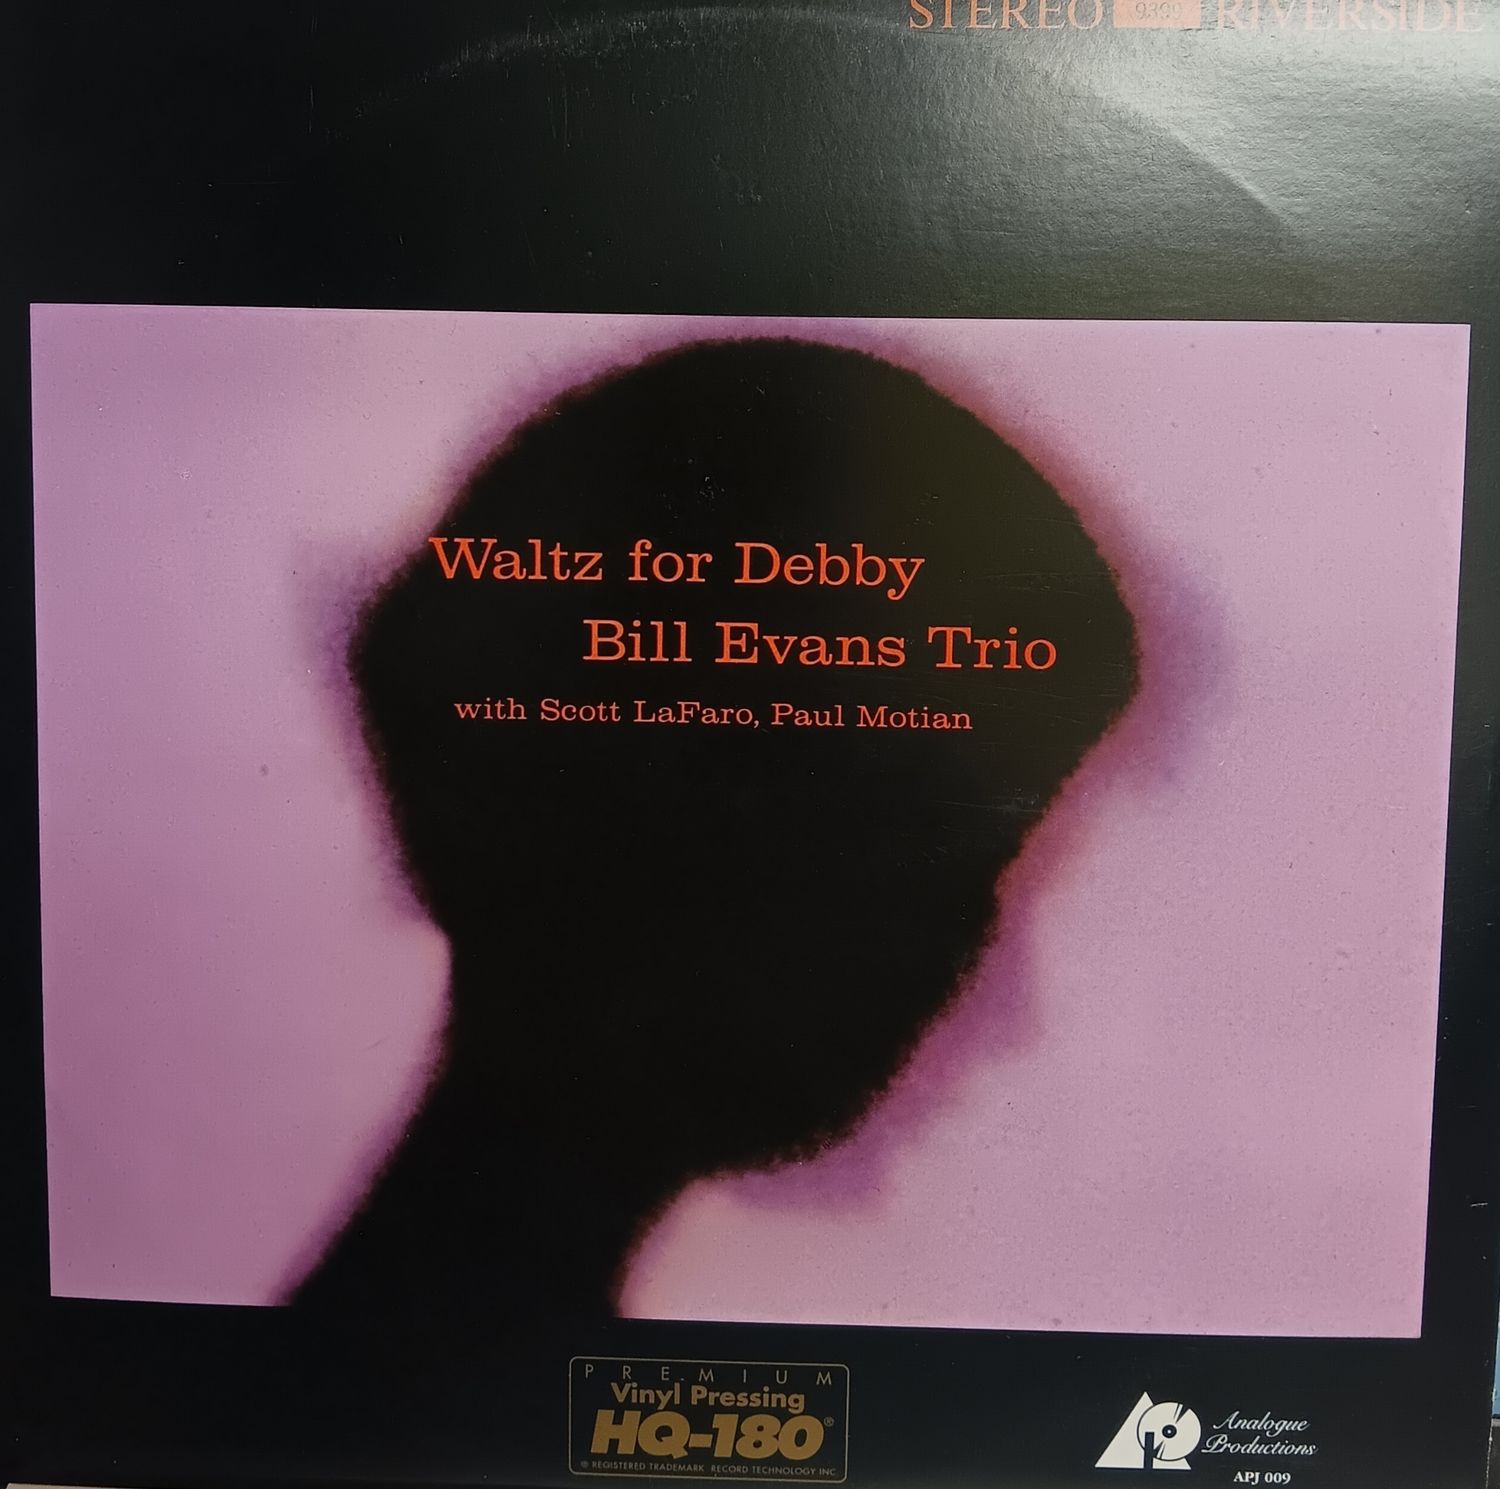 STEREO 9399 RIVERSIDE
Waltz for Debby
Bill Evans Trio
with Scott LaFaro, Paul Motian
PREMIUM
Vinyl Pressing
HQ-180®
® REGISTERED TRADEMARK RECORD TECHNOLOGY INC
Analogue
Productions
APJ 009